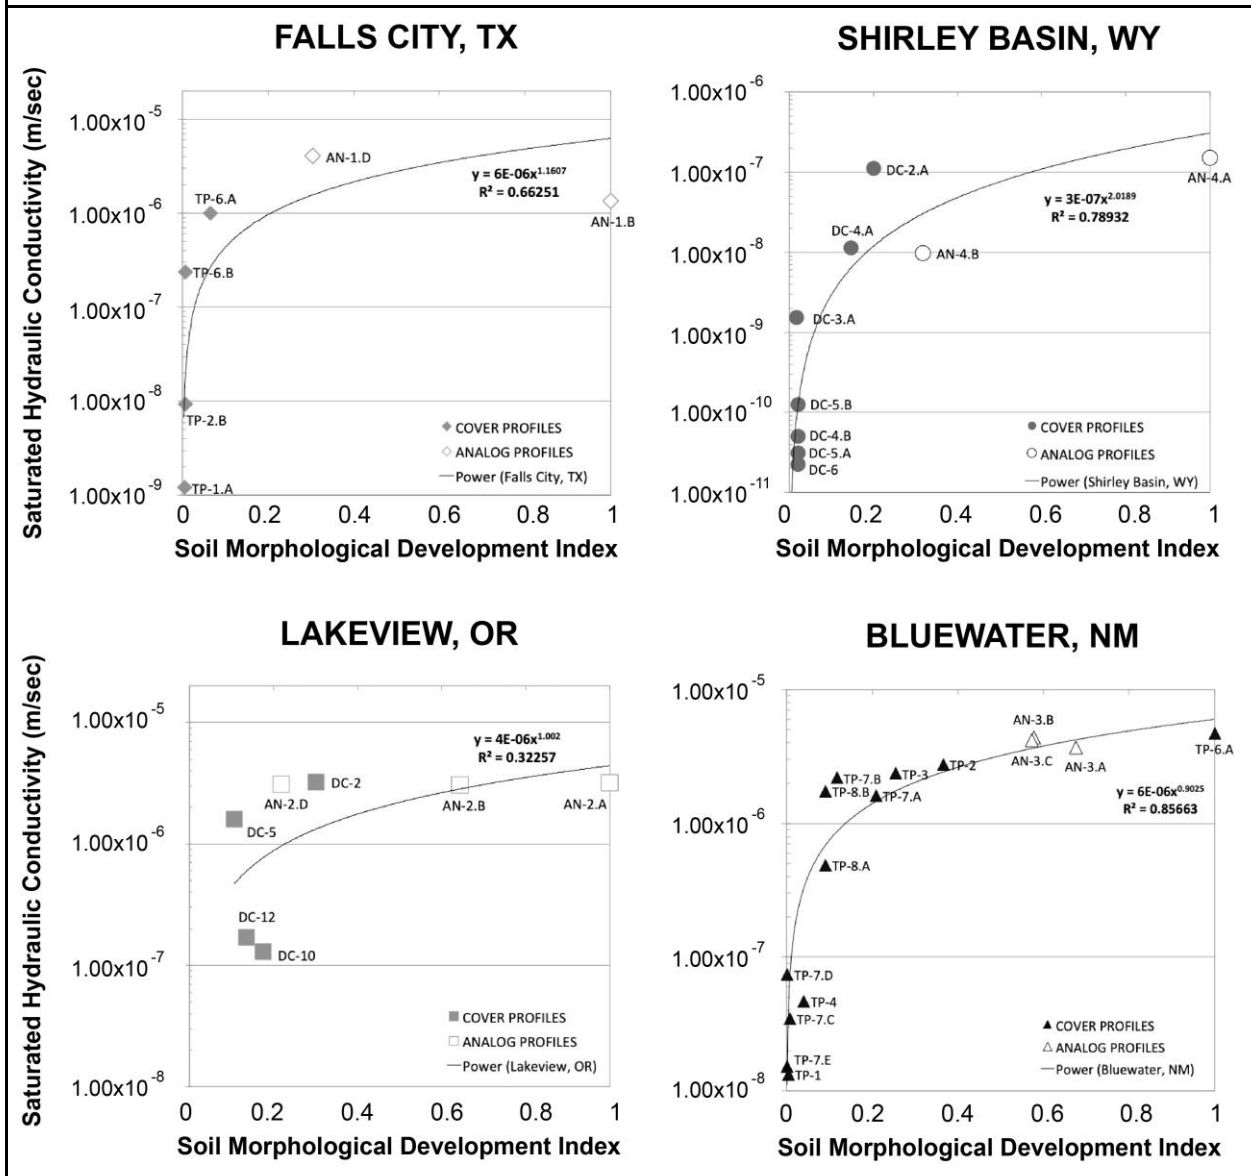 FALLS CITY, TX
Saturated Hydraulic Conductivity (m/sec)
1.00x10⁻⁵
1.00x10⁻⁶
1.00x10⁻⁷
1.00x10⁻⁸
1.00x10⁻⁹
AN-1.D
y = 6E-06x^1.1607
R² = 0.66251
TP-6.A
AN-1.B
TP-6.B
TP-2.B
TP-1.A
COVER PROFILES
ANALOG PROFILES
Power (Falls City, TX)
0 0.2 0.4 0.6 0.8 1
Soil Morphological Development Index
SHIRLEY BASIN, WY
1.00x10⁻⁶
1.00x10⁻⁷
1.00x10⁻⁸
1.00x10⁻⁹
1.00x10⁻¹⁰
1.00x10⁻¹¹
DC-2.A
AN-4.A
y = 3E-07x^2.0189
R² = 0.78932
DC-4.A
AN-4.B
DC-3.A
DC-5.B
DC-4.B
DC-5.A
DC-6
COVER PROFILES
ANALOG PROFILES
Power (Shirley Basin, WY)
0 0.2 0.4 0.6 0.8 1
Soil Morphological Development Index
LAKEVIEW, OR
Saturated Hydraulic Conductivity (m/sec)
1.00x10⁻⁵
1.00x10⁻⁶
1.00x10⁻⁷
1.00x10⁻⁸
y = 4E-06x^1.002
R² = 0.32257
DC-2
AN-2.D
AN-2.B
AN-2.A
DC-5
DC-12
DC-10
COVER PROFILES
ANALOG PROFILES
Power (Lakeview, OR)
0 0.2 0.4 0.6 0.8 1
Soil Morphological Development Index
BLUEWATER, NM
1.00x10⁻⁵
1.00x10⁻⁶
1.00x10⁻⁷
1.00x10⁻⁸
AN-3.B
AN-3.C
AN-3.A
TP-6.A
TP-7.B
TP-3
TP-2
TP-8.B
TP-7.A
y = 6E-06x^0.9025
R² = 0.85663
TP-8.A
TP-7.D
TP-4
TP-7.C
TP-7.E
TP-1
COVER PROFILES
ANALOG PROFILES
Power (Bluewater, NM)
0 0.2 0.4 0.6 0.8 1
Soil Morphological Development Index